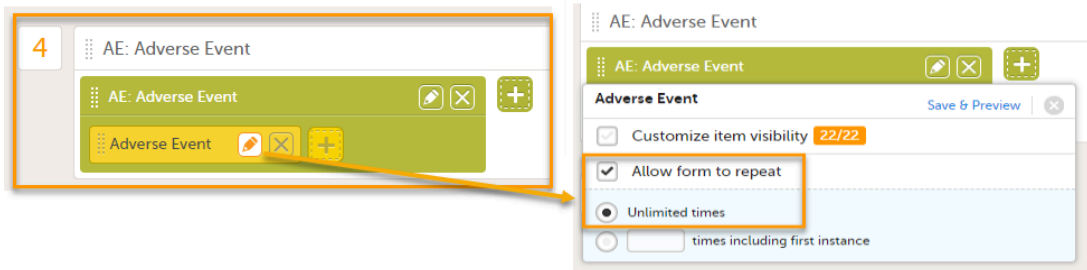 4
AE: Adverse Event
AE: Adverse Event
Adverse Event
AE: Adverse Event
AE: Adverse Event
Adverse Event
Save & Preview
Customize item visibility 22/22
Allow form to repeat
Unlimited times
times including first instance